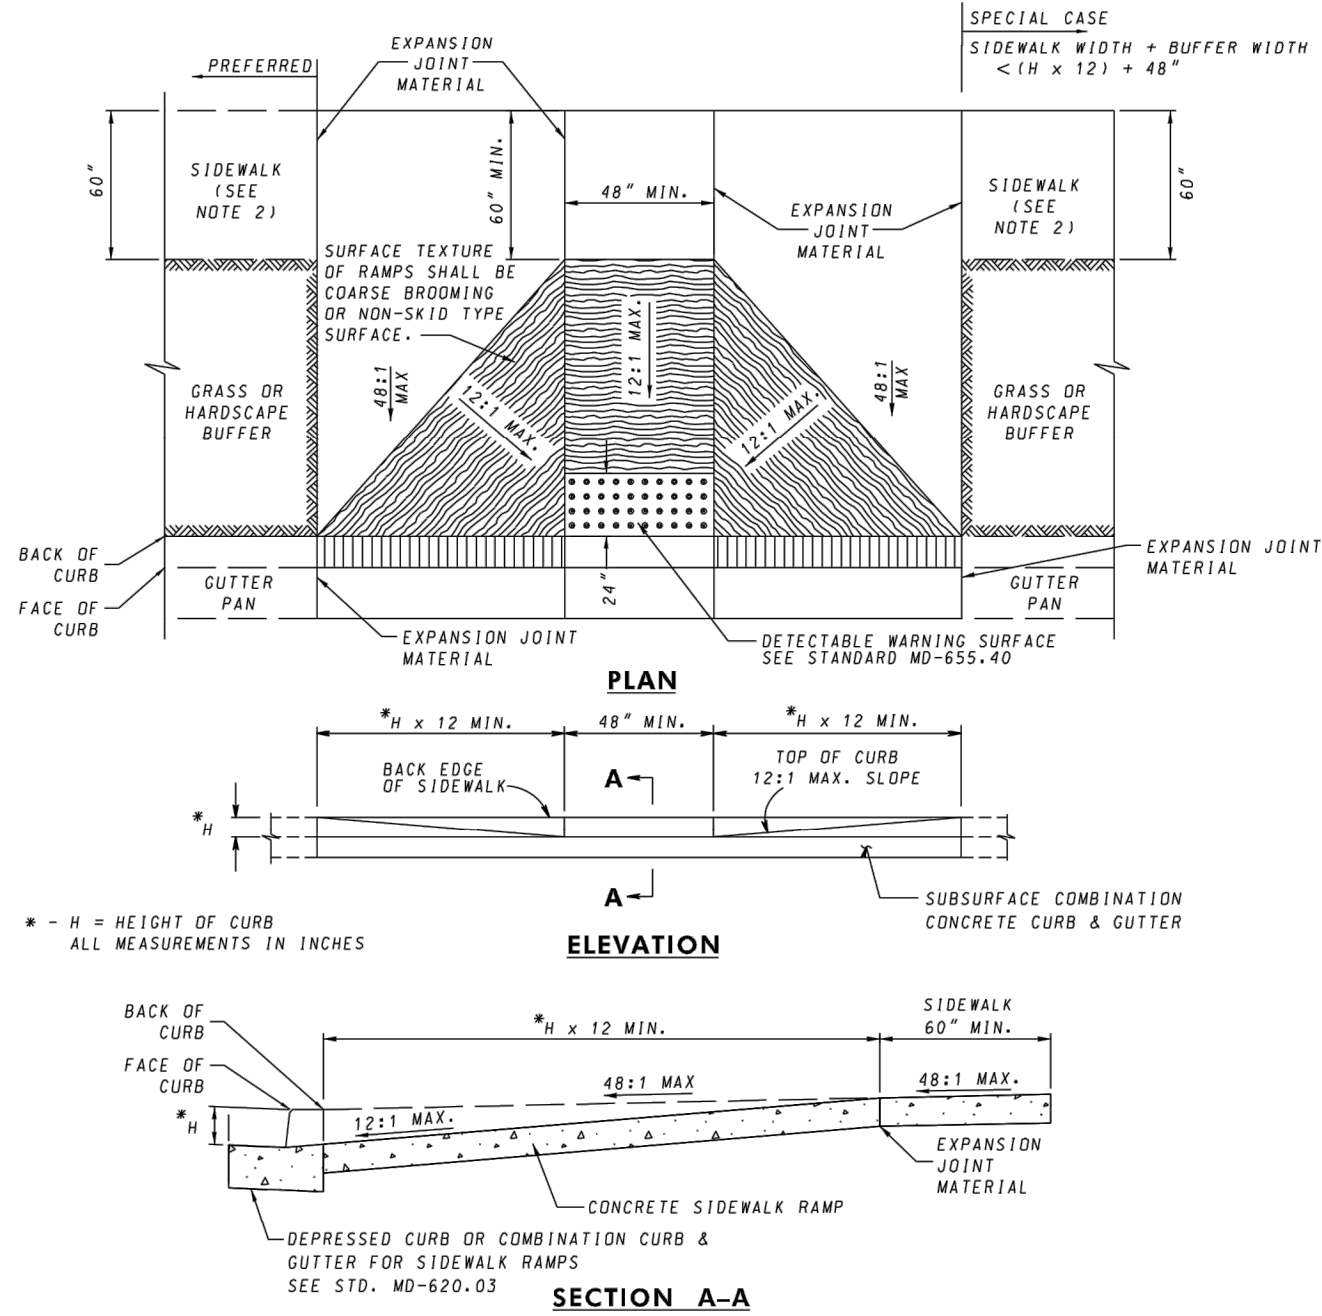 SPECIAL CASE
SIDEWALK WIDTH + BUFFER WIDTH
<(H x 12) + 48"
EXPANSION
JOINT
MATERIAL
PREFERRED
60"
SIDEWALK
(SEE
NOTE 2)
60" MIN.
48" MIN.
EXPANSION
JOINT
MATERIAL
SIDEWALK
(SEE
NOTE 2)
60"
SURFACE TEXTURE
OF RAMPS SHALL BE
COARSE BROOMING
OR NON-SKID TYPE
SURFACE.
12:1 MAX.
48:1
MAX
48:1
MAX
GRASS OR
HARDSCAPE
BUFFER
12:1 MAX.
12:1 MAX.
GRASS OR
HARDSCAPE
BUFFER
BACK OF
CURB
FACE OF
CURB
GUTTER
PAN
24"
GUTTER
PAN
EXPANSION JOINT
MATERIAL
EXPANSION JOINT
MATERIAL
DETECTABLE WARNING SURFACE
SEE STANDARD MD-655.40
PLAN
*H x 12 MIN.
48" MIN.
*H x 12 MIN.
BACK EDGE
OF SIDEWALK
A
TOP OF CURB
12:1 MAX. SLOPE
*H
A
SUBSURFACE COMBINATION
CONCRETE CURB & GUTTER
* - H = HEIGHT OF CURB
ALL MEASUREMENTS IN INCHES
ELEVATION
BACK OF
CURB
FACE OF
CURB
*H
*H x 12 MIN.
SIDEWALK
60" MIN.
48:1 MAX
48:1 MAX.
12:1 MAX.
EXPANSION
JOINT
MATERIAL
CONCRETE SIDEWALK RAMP
DEPRESSED CURB OR COMBINATION CURB &
GUTTER FOR SIDEWALK RAMPS
SEE STD. MD-620.03
SECTION A-A